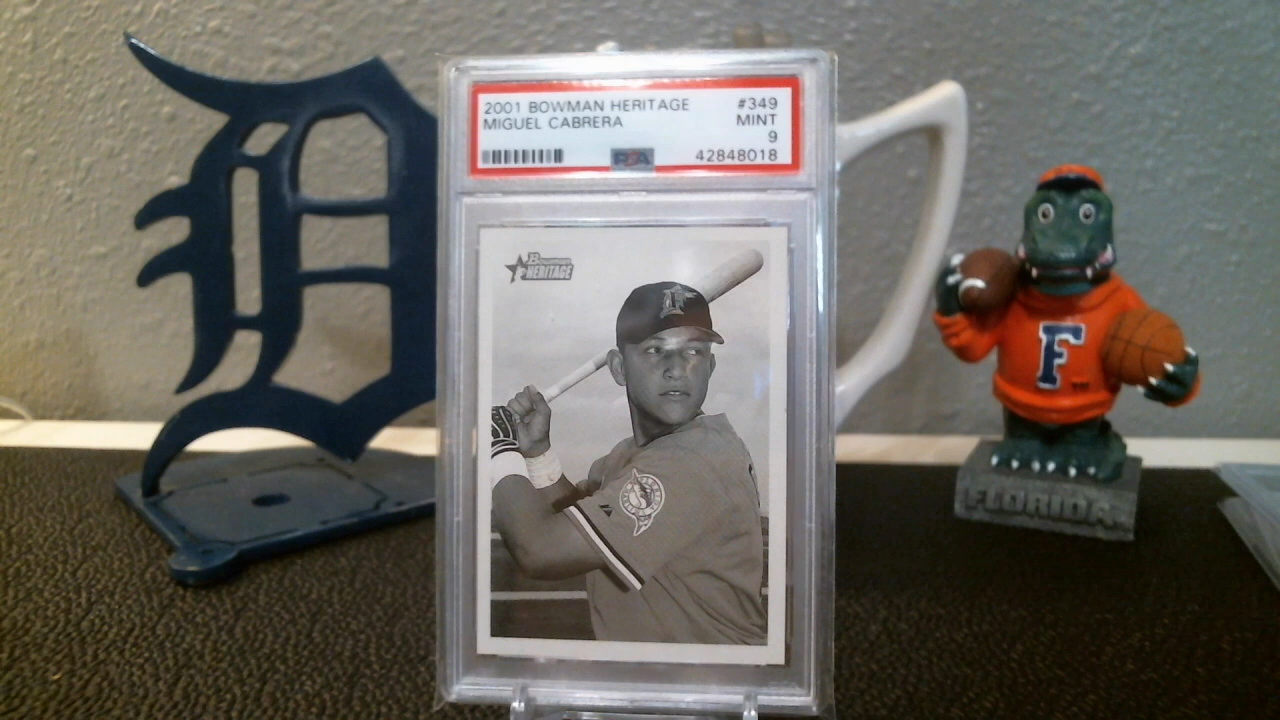 2001 BOWMAN HERITAGE #349
MIGUEL CABRERA MINT
9
PSA 42848018
Bowman
HERITAGE
F
F
FLORIDA
D